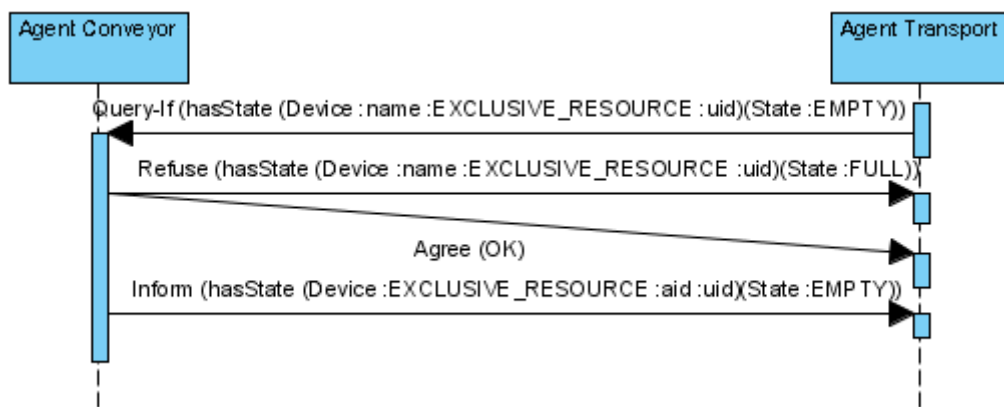 Agent Conveyor
Agent Transport
Query-If (hasState (Device :name :EXCLUSIVE_RESOURCE :uid)(State :EMPTY))
Refuse (hasState (Device :name :EXCLUSIVE_RESOURCE :uid)(State :FULL))
Agree (OK)
Inform (hasState (Device :EXCLUSIVE_RESOURCE :aid :uid)(State :EMPTY))